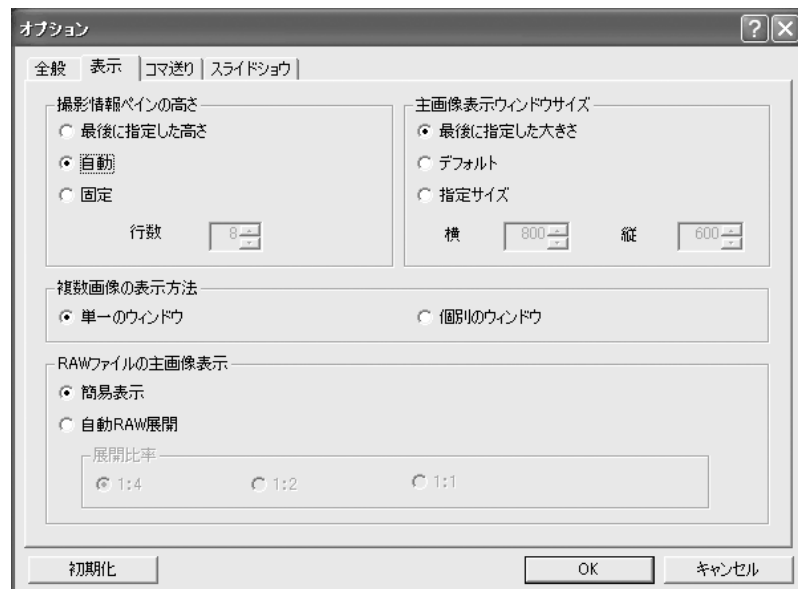 オプション
全般 表示 コマ送り スライドショウ
撮影情報ペインの高さ
最後に指定した高さ
自動
固定
行数 8
主画像表示ウィンドウサイズ
最後に指定した大きさ
デフォルト
指定サイズ
横 800 縦 600
複数画像の表示方法
単一のウィンドウ 個別のウィンドウ
RAWファイルの主画像表示
簡易表示
自動RAW展開
展開比率
1:4 1:2 1:1
初期化 OK キャンセル